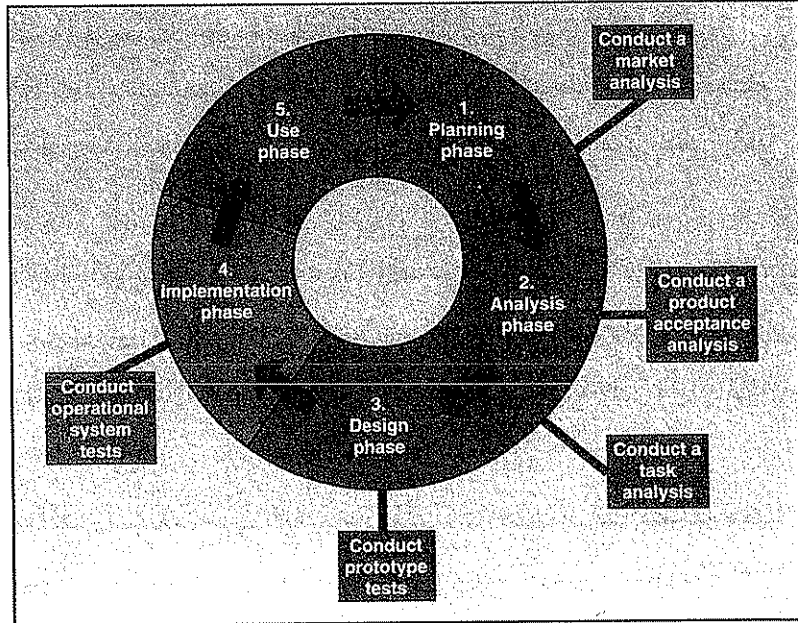 1.
Planning
phase
2.
Analysis
phase
3.
Design
phase
4.
Implementation
phase
5.
Use
phase
Conduct a
market
analysis
Conduct a
product
acceptance
analysis
Conduct a
task
analysis
Conduct
prototype
tests
Conduct
operational
system
tests